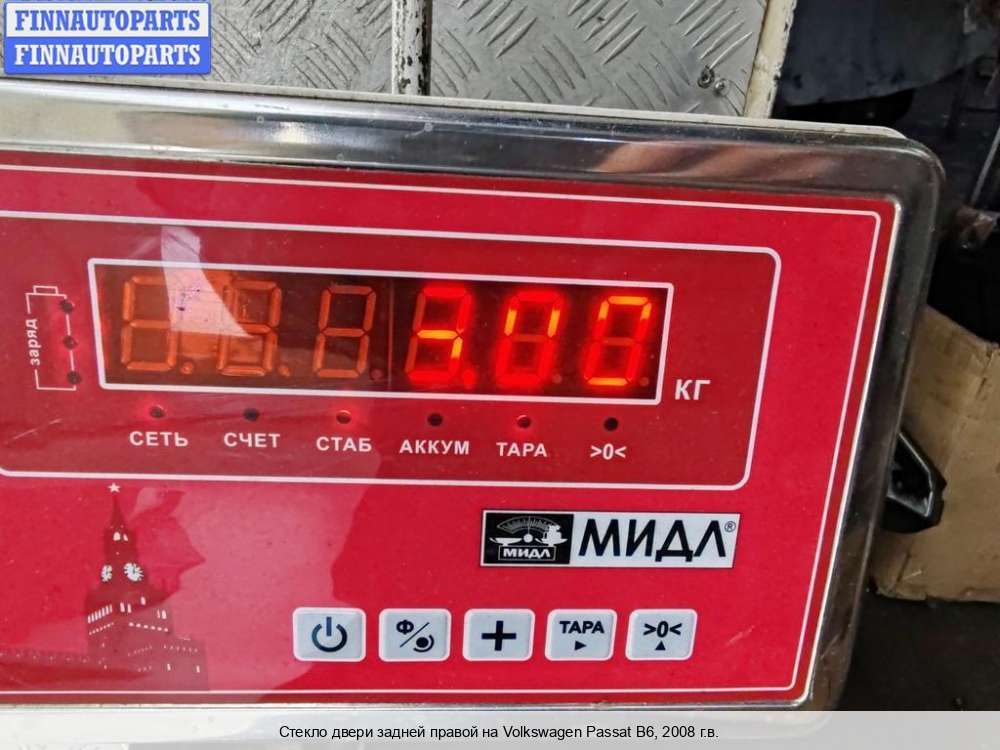 FINNAUTOPARTS
FINNAUTOPARTS
заряд
3.00
КГ
СЕТЬ СЧЕТ СТАБ АККУМ ТАРА >0<
МИДЛ МИДЛ®
Ф ТАРА >0<
Стекло двери задней правой на Volkswagen Passat B6, 2008 г.в.